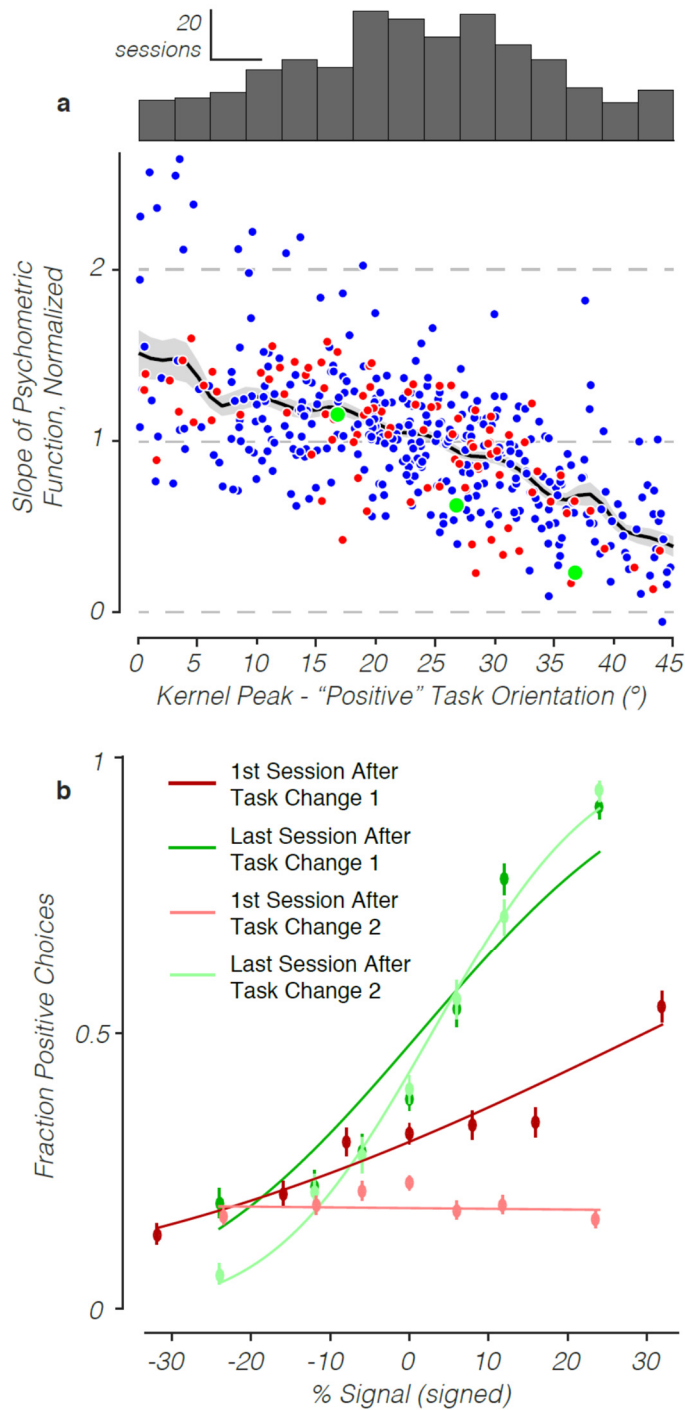 20
sessions
a
Slope of Psychometric
Function, Normalized
2
1
0
0 5 10 15 20 25 30 35 40 45
Kernel Peak - “Positive” Task Orientation (°)
b
1st Session After
Task Change 1
Last Session After
Task Change 1
1st Session After
Task Change 2
Last Session After
Task Change 2
Fraction Positive Choices
1
0.5
0
-30 -20 -10 0 10 20 30
% Signal (signed)